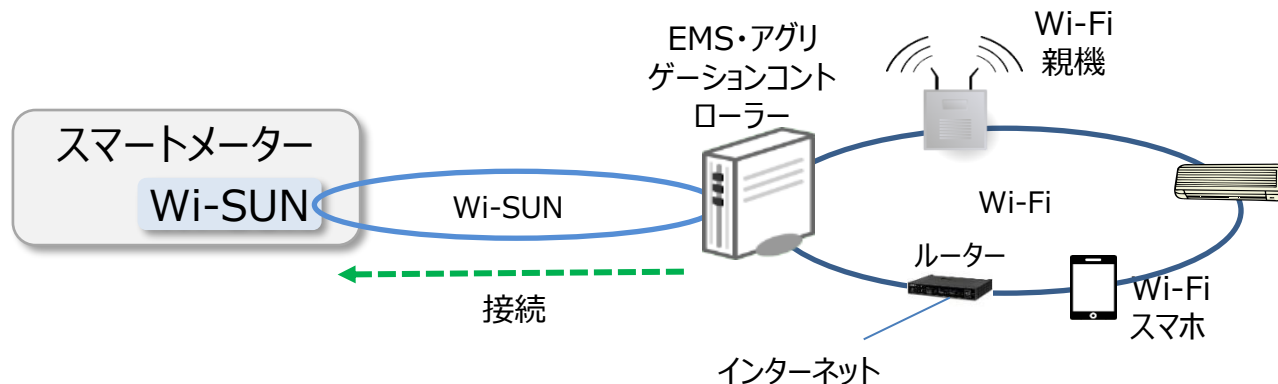 Wi-Fi
親機
EMS・アグリ
ゲーションコント
ローラー
スマートメーター
Wi-SUN
Wi-SUN
Wi-Fi
ルーター
接続
Wi-Fi
スマホ
インターネット